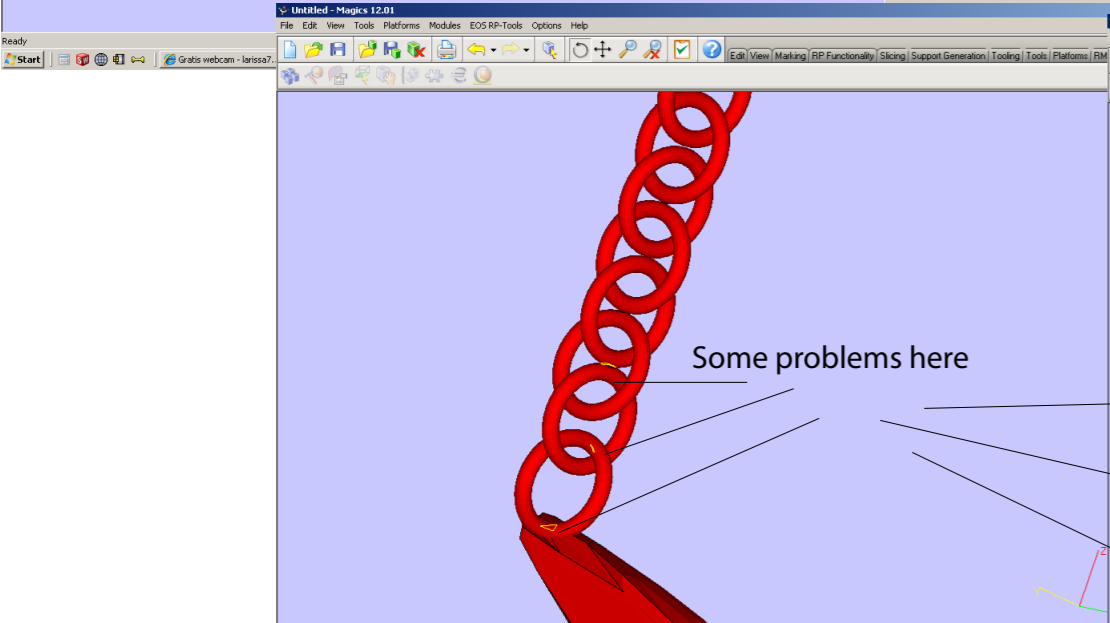 Untitled - Magics 12.01
File Edit View Tools Platforms Modules EOS RP-Tools Options Help
Ready
Start
Gratis webcam - larissa7.
Edit View Marking RP Functionality Slicing Support Generation Tooling Tools Platforms RM
Some problems here
Z
Y